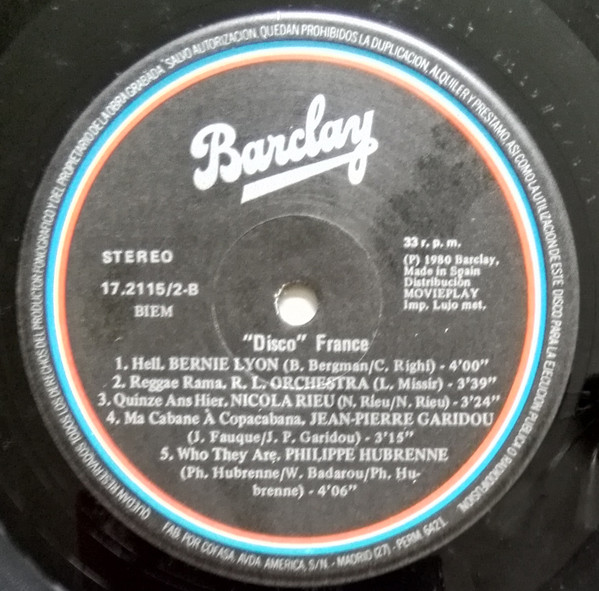 QUEDAN RESERVADOS TODOS LOS DERECHOS DEL PRODUCTOR FONOGRAFICO Y DEL PROPIETARIO DE LA OBRA GRABADA. SALVO AUTORIZACION, QUEDAN PROHIBIDOS LA DUPLICACION, ALQUILER Y PRESTAMO, ASI COMO LA UTILIZACION DE ESTE DISCO PARA LA EJECUCION PUBLICA O RADIODIFUSION.
Barclay
STEREO
17.2115/2-B
BIEM
33 r. p. m.
(P) 1980 Barclay,
Made in Spain
Distribución
MOVIEPLAY
Imp. Lujo met.
"Disco" France
1. Hell. BERNIE LYON (B. Bergman/C. Righi) - 4'00"
2. Reggae Rama. R. L. ORCHESTRA (L. Missir) - 3'39"
3. Quinze Ans Hier. NICOLA RIEU (N. Rieu/N. Rieu) - 3'24"
4. Ma Cabane À Copacabana. JEAN-PIERRE GARIDOU
(J. Fauque/J. P. Garidou) - 3'15"
5. Who They Are. PHILIPPE HUBRENNE
(Ph. Hubrenne/W. Badarou/Ph. Hu-
brenne) - 4'06"
FAB. POR COFASA. AVDA. AMERICA, S/N. - MADRID (27) - PERM. 6421.